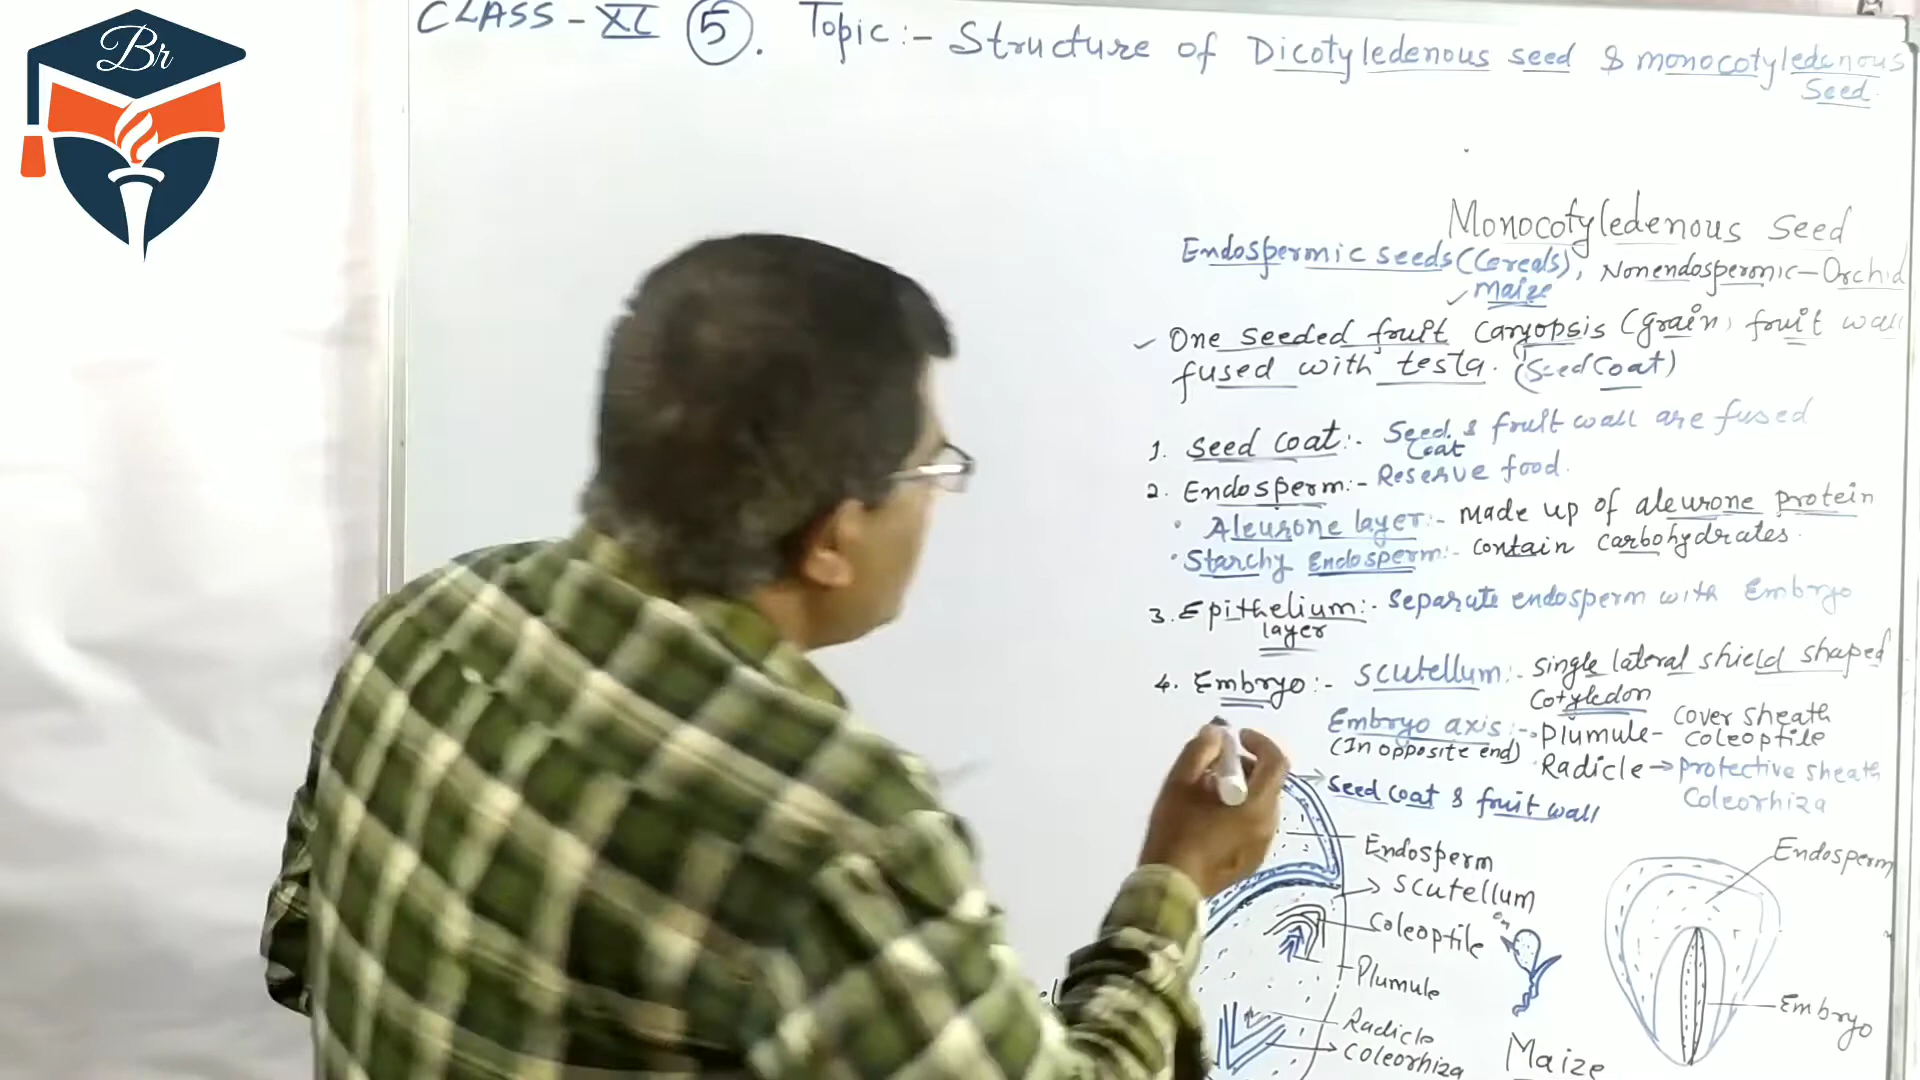 Br
CLASS - XI (5). Topic :- Structure of Dicotyledenous seed & monocotyledenous
Seed.
Monocotyledenous Seed
Endospermic seeds (Cereals), Nonendospermic - Orchid
✓ maize
✓ One seeded fruit caryopsis (grain) fruit wall
fused with testa. (Seed Coat)
1. Seed Coat :- Seed & fruit wall are fused
Coat
2. Endosperm :- Reserve food.
• Aleurone layer :- Made up of aleurone protein
• Starchy endosperm :- contain carbohydrates.
3. Epithelium :- Separate endosperm with Embryo
layer
4. Embryo :- Scutellum :- Single lateral shield shaped
Cotyledon
Embryo axis :- • Plumule - Cover sheath
coleoptile
(In opposite end) • Radicle → protective sheath
Coleorhiza
Seed coat & fruit wall
Endosperm
Scutellum
Coleoptile
Plumule
Radicle
Coleorhiza
Maize
Endosperm
Embryo